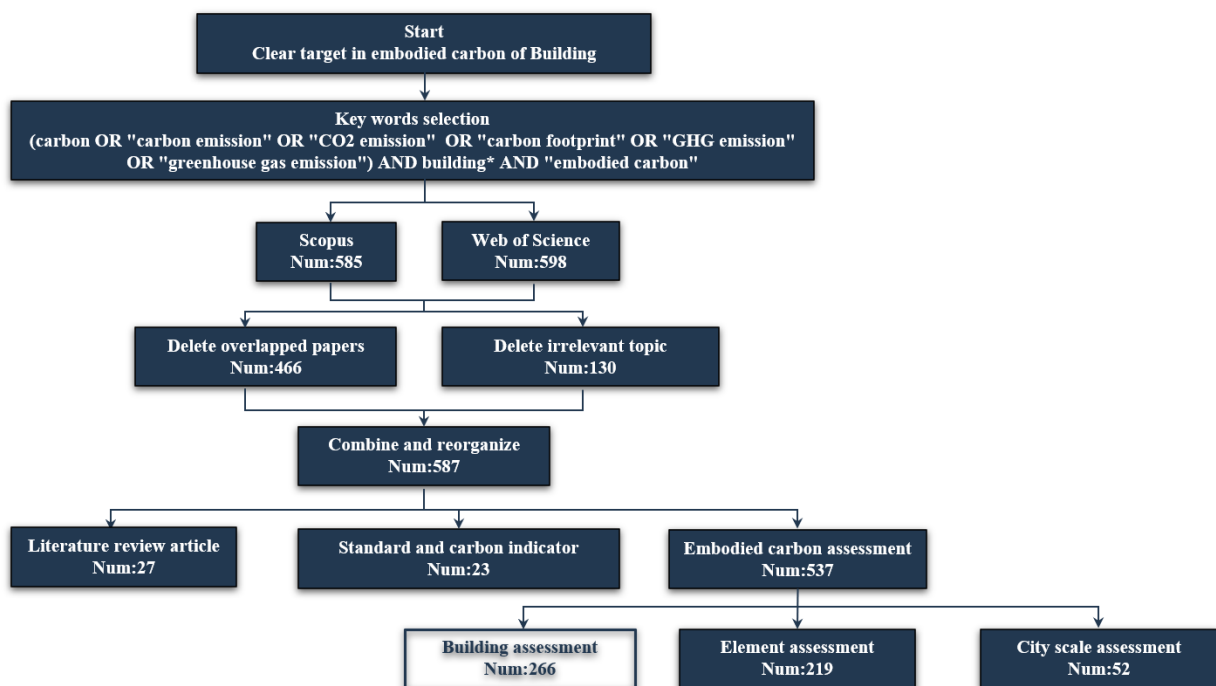 Start
Clear target in embodied carbon of Building
Key words selection
(carbon OR "carbon emission" OR "CO2 emission" OR "carbon footprint" OR "GHG emission"
OR "greenhouse gas emission") AND building* AND "embodied carbon"
Scopus
Num:585
Web of Science
Num:598
Delete overlapped papers
Num:466
Delete irrelevant topic
Num:130
Combine and reorganize
Num:587
Literature review article
Num:27
Standard and carbon indicator
Num:23
Embodied carbon assessment
Num:537
Building assessment
Num:266
Element assessment
Num:219
City scale assessment
Num:52